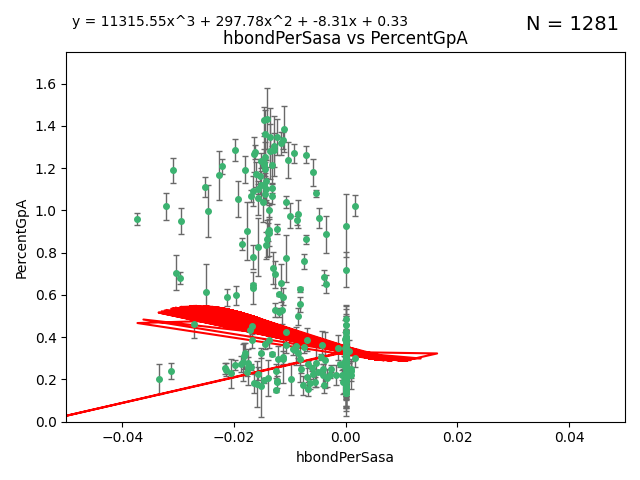 y = 11315.55x^3 + 297.78x^2 + -8.31x + 0.33
N = 1281
hbondPerSasa vs PercentGpA
PercentGpA
1.6
1.4
1.2
1.0
0.8
0.6
0.4
0.2
0.0
−0.04 −0.02 0.00 0.02 0.04
hbondPerSasa